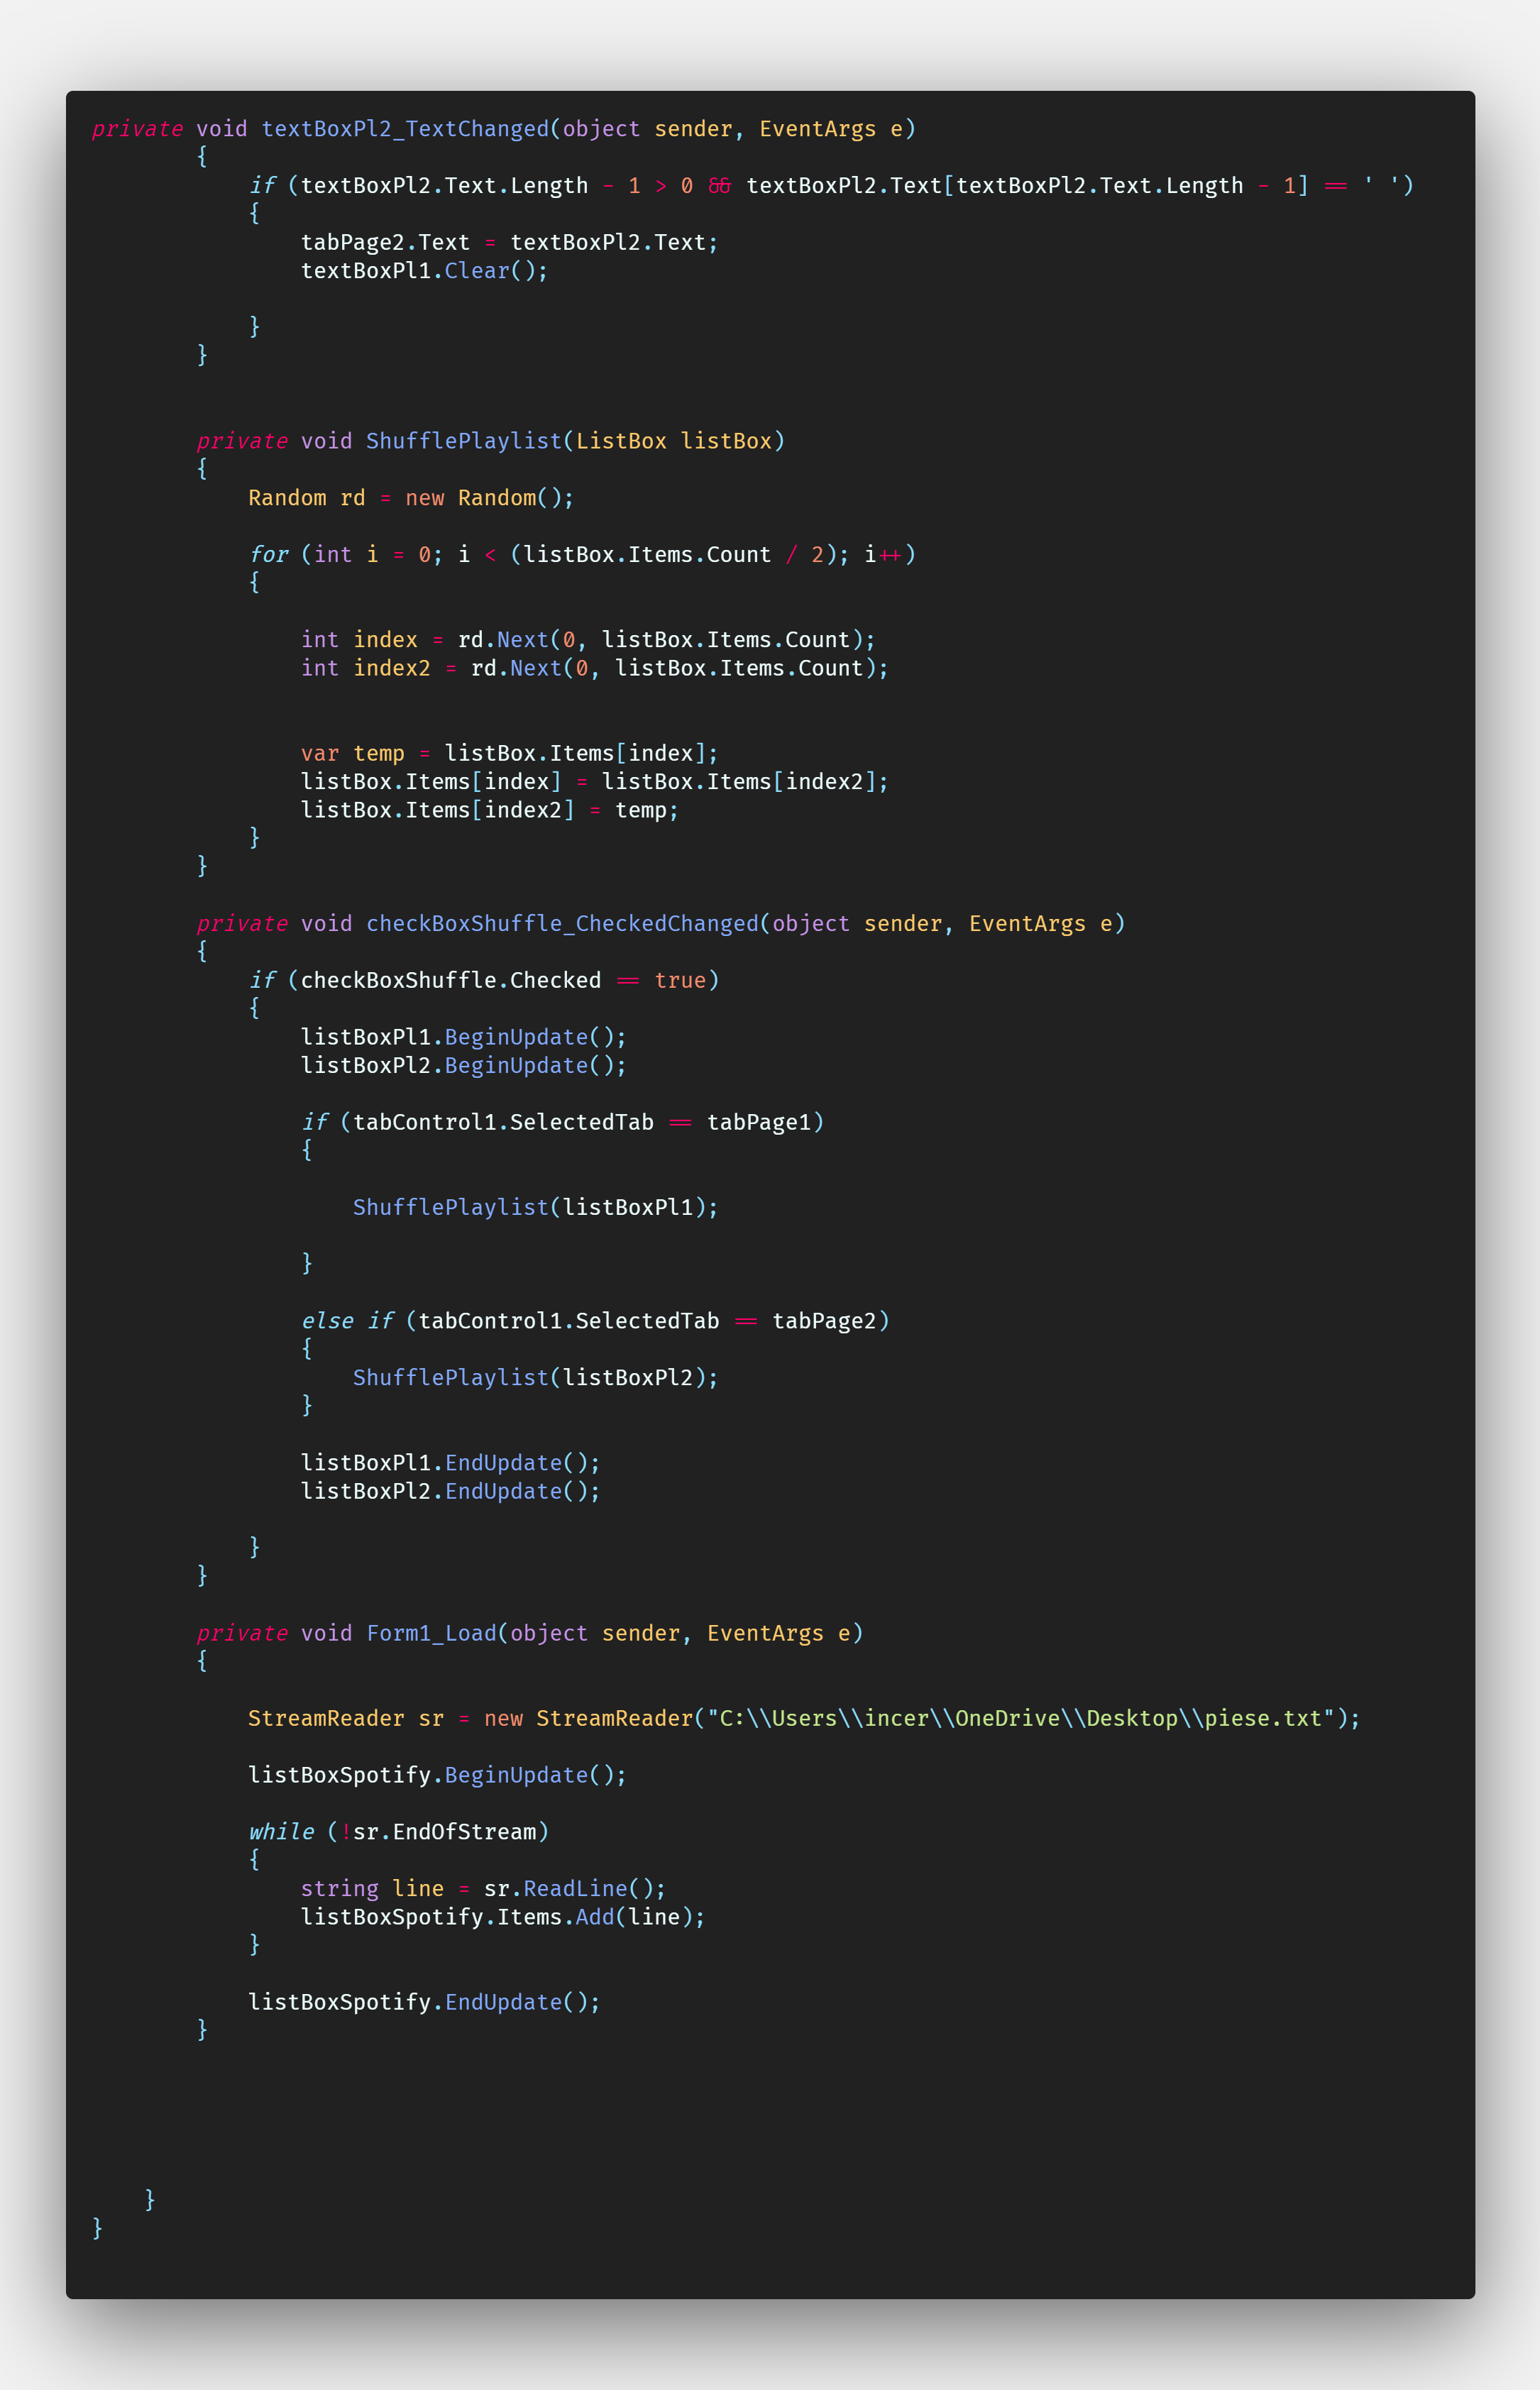 private void textBoxPl2_TextChanged(object sender, EventArgs e)
        {
            if (textBoxPl2.Text.Length - 1 > 0 && textBoxPl2.Text[textBoxPl2.Text.Length - 1] == ' ')
            {
                tabPage2.Text = textBoxPl2.Text;
                textBoxPl1.Clear();

            }
        }


        private void ShufflePlaylist(ListBox listBox)
        {
            Random rd = new Random();

            for (int i = 0; i < (listBox.Items.Count / 2); i++)
            {

                int index = rd.Next(0, listBox.Items.Count);
                int index2 = rd.Next(0, listBox.Items.Count);


                var temp = listBox.Items[index];
                listBox.Items[index] = listBox.Items[index2];
                listBox.Items[index2] = temp;
            }
        }

        private void checkBoxShuffle_CheckedChanged(object sender, EventArgs e)
        {
            if (checkBoxShuffle.Checked == true)
            {
                listBoxPl1.BeginUpdate();
                listBoxPl2.BeginUpdate();

                if (tabControl1.SelectedTab == tabPage1)
                {

                    ShufflePlaylist(listBoxPl1);

                }

                else if (tabControl1.SelectedTab == tabPage2)
                {
                    ShufflePlaylist(listBoxPl2);
                }

                listBoxPl1.EndUpdate();
                listBoxPl2.EndUpdate();

            }
        }

        private void Form1_Load(object sender, EventArgs e)
        {

            StreamReader sr = new StreamReader("C:\\Users\\incer\\OneDrive\\Desktop\\piese.txt");

            listBoxSpotify.BeginUpdate();

            while (!sr.EndOfStream)
            {
                string line = sr.ReadLine();
                listBoxSpotify.Items.Add(line);
            }

            listBoxSpotify.EndUpdate();
        }





    }
}